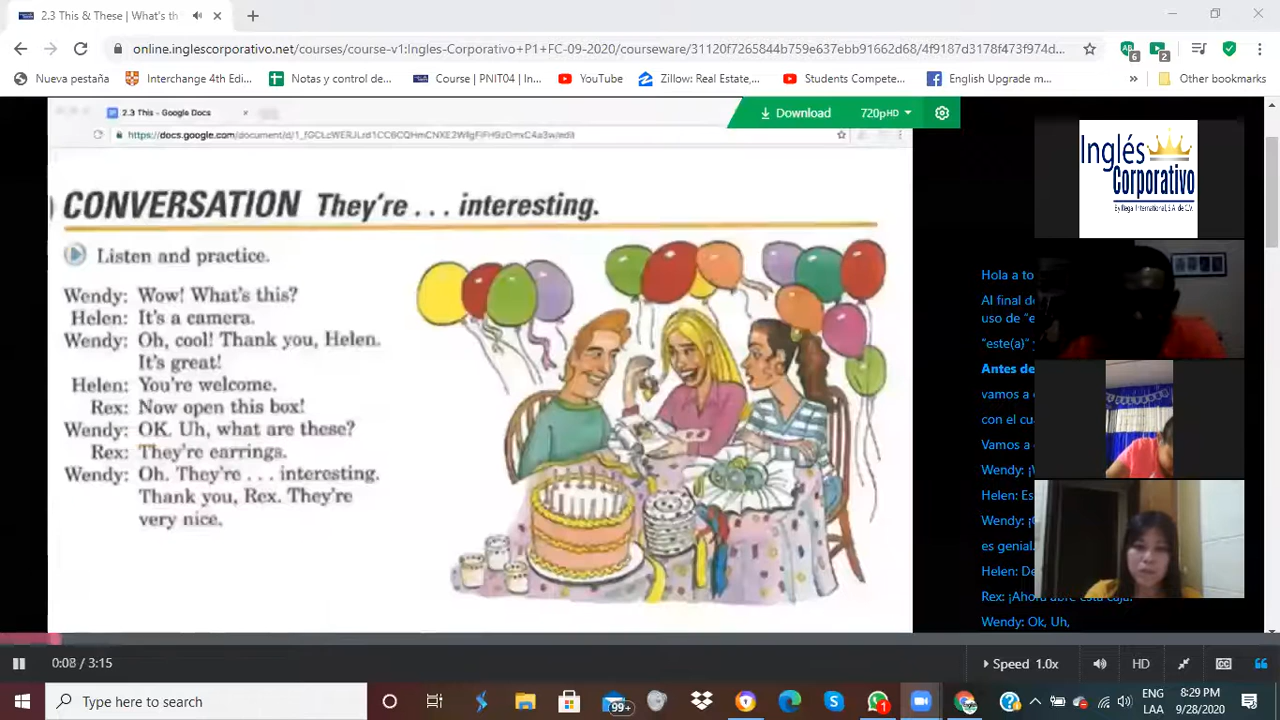 2.3 This & These | What's th
online.inglescorporativo.net/courses/course-v1:Ingles-Corporativo+P1+FC-09-2020/courseware/31120f7265844b759e637ebb91662d68/4f9187d3178f473f974d...
6
2
Nueva pestaña
Interchange 4th Edi...
Notas y control de...
Course | PNIT04 | In...
YouTube
Zillow: Real Estate,...
Students Compete...
English Upgrade m...
»
Other bookmarks
2.3 This - Google Docs
Download
720pHD
CONVERSATION They're . . . interesting.
Listen and practice.
Wendy: Wow! What's this?
Helen: It's a camera.
Wendy: Oh, cool! Thank you, Helen.
It's great!
Helen: You're welcome.
Rex: Now open this box!
Wendy: OK. Uh, what are these?
Rex: They're earrings.
Wendy: Oh. They're . . . interesting.
Thank you, Rex. They're
very nice.
Inglés
Corporativo
Hola a to
Al final de
uso de "e
"este(a)" y
Antes de
vamos a
con el cu
Vamos a
Wendy: ¡
Helen: Es
Wendy: ¡
es genial.
Helen: De
Rex: ¡Ahora abre esta caja!
Wendy: Ok, Uh,
0:08 / 3:15
Speed 1.0x
HD
CC
Type here to search
99+
1
ENG
LAA
8:29 PM
9/28/2020